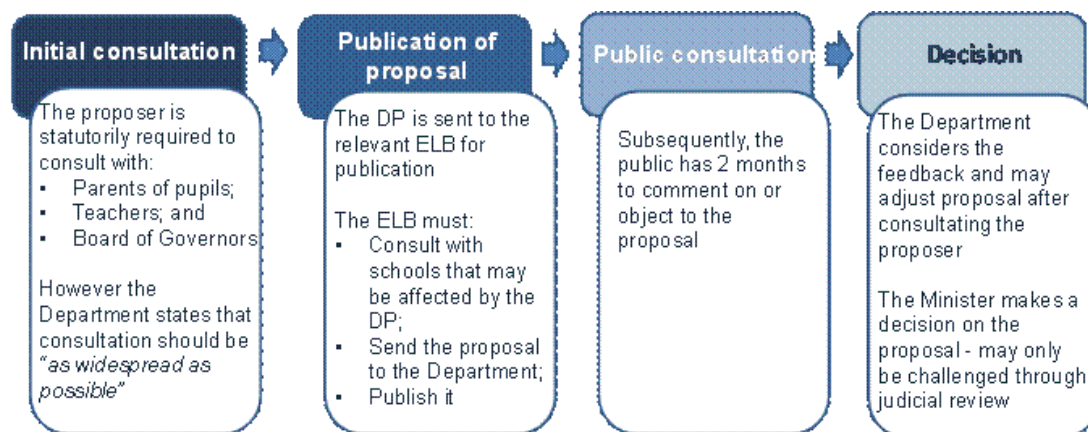 Initial consultation
The proposer is
statutorily required to
consult with:
▪ Parents of pupils;
▪ Teachers; and
▪ Board of Governors
However the
Department states that
consultation should be
"as widespread as
possible"
Publication of
proposal
The DP is sent to the
relevant ELB for
publication
The ELB must:
▪ Consult with
schools that may
be affected by the
DP;
▪ Send the proposal
to the Department;
▪ Publish it
Public consultation
Subsequently, the
public has 2 months
to comment on or
object to the
proposal
Decision
The Department
considers the
feedback and may
adjust proposal after
consultating the
proposer
The Minister makes a
decision on the
proposal - may only
be challenged through
judicial review